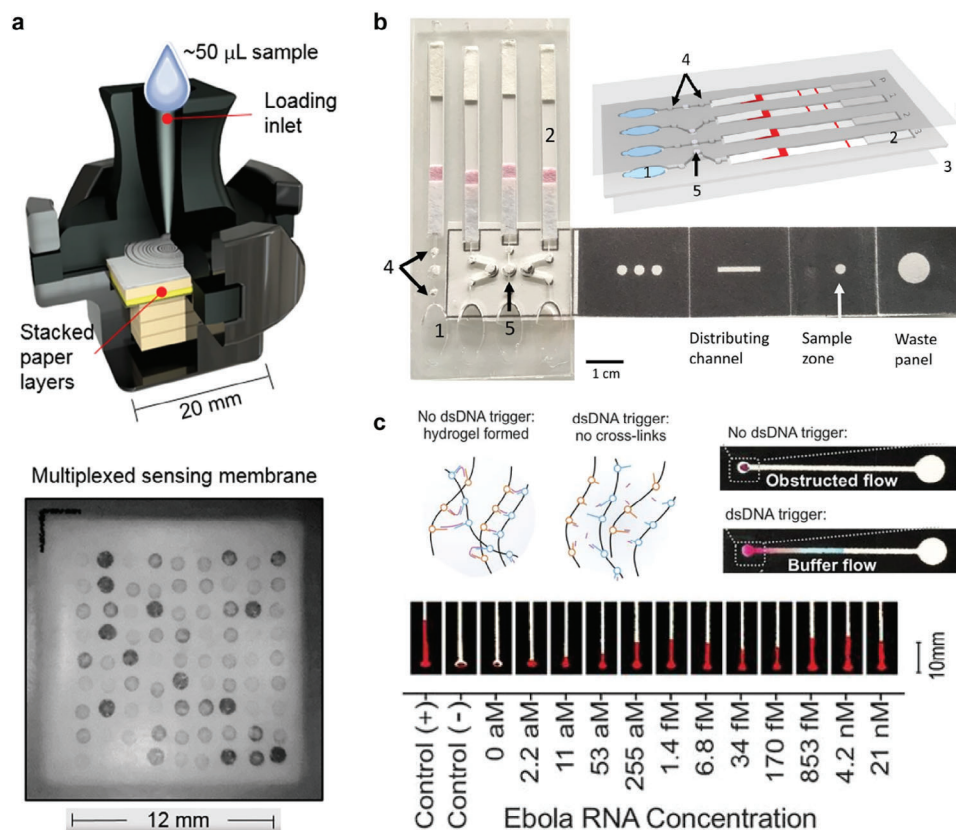 a
~50 μL sample
Loading
inlet
Stacked
paper
layers
20 mm
Multiplexed sensing membrane
12 mm
b
4
2
4
1
5
1 cm
4
1
5
2
3
Distributing
channel
Sample
zone
Waste
panel
c
No dsDNA trigger:
hydrogel formed
dsDNA trigger:
no cross-links
No dsDNA trigger:
Obstructed flow
dsDNA trigger:
Buffer flow
10mm
Control (+)
Control (-)
0 aM
2.2 aM
11 aM
53 aM
255 aM
1.4 fM
6.8 fM
34 fM
170 fM
853 fM
4.2 nM
21 nM
Ebola RNA Concentration